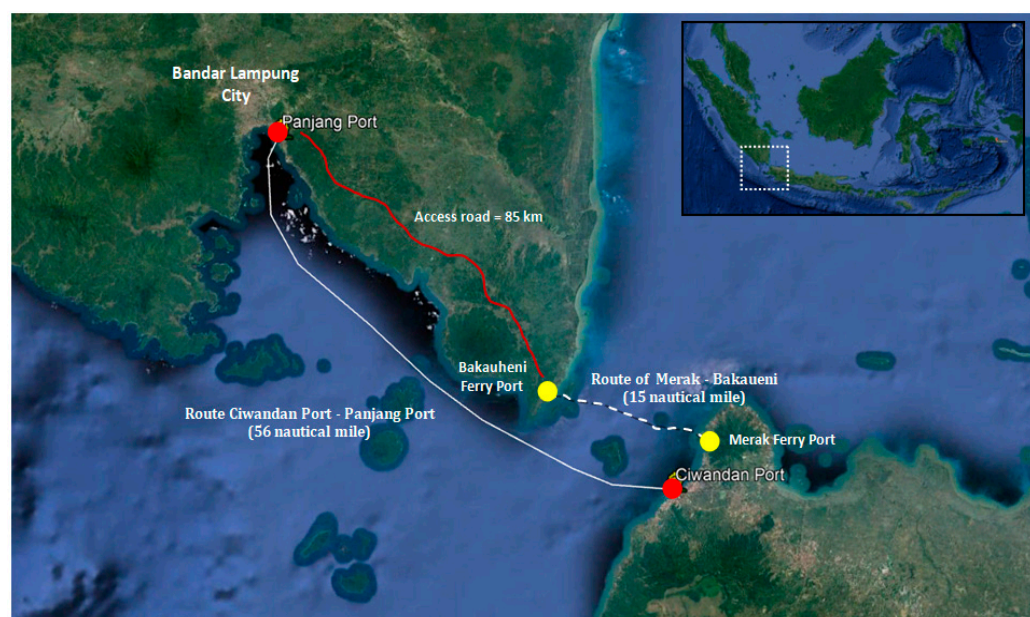 Bandar Lampung
City
Panjang Port
Access road = 85 km
Bakauheni
Ferry Port
Route of Merak - Bakaueni
(15 nautical mile)
Route Ciwandan Port - Panjang Port
(56 nautical mile)
Merak Ferry Port
Ciwandan Port